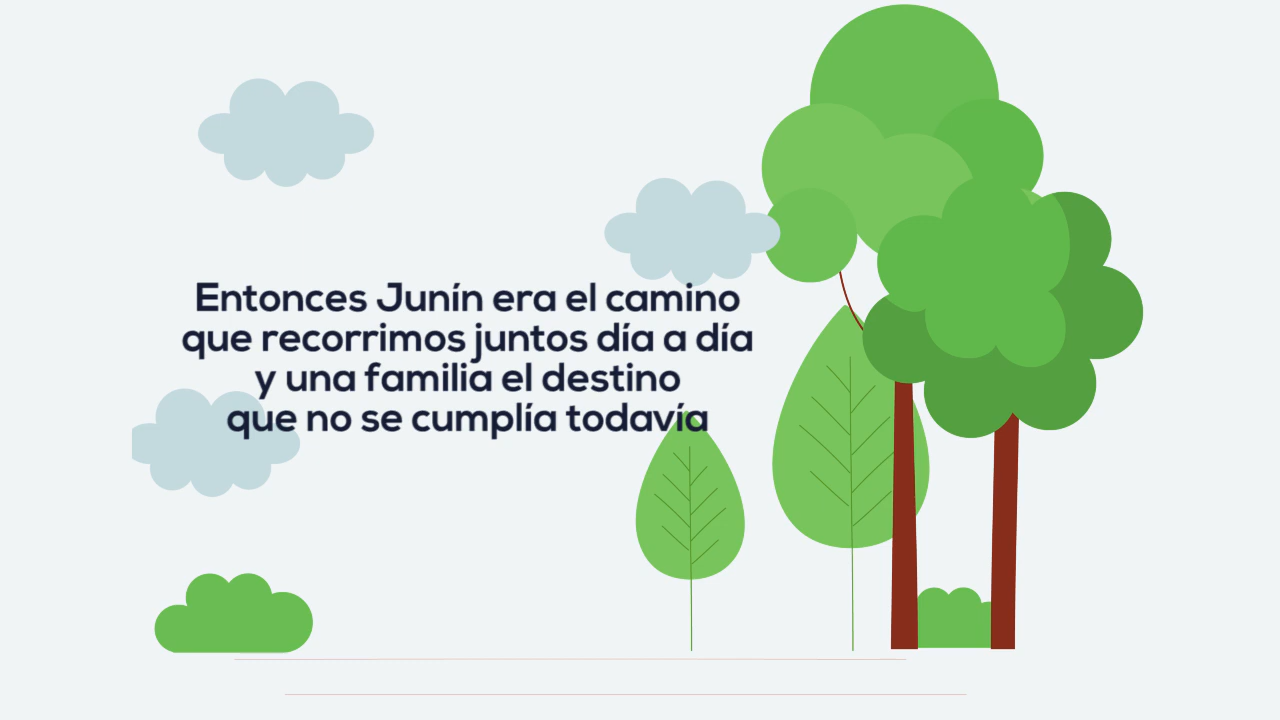 Entonces Junín era el camino
que recorrimos juntos día a día
y una familia el destino
que no se cumplía todavía